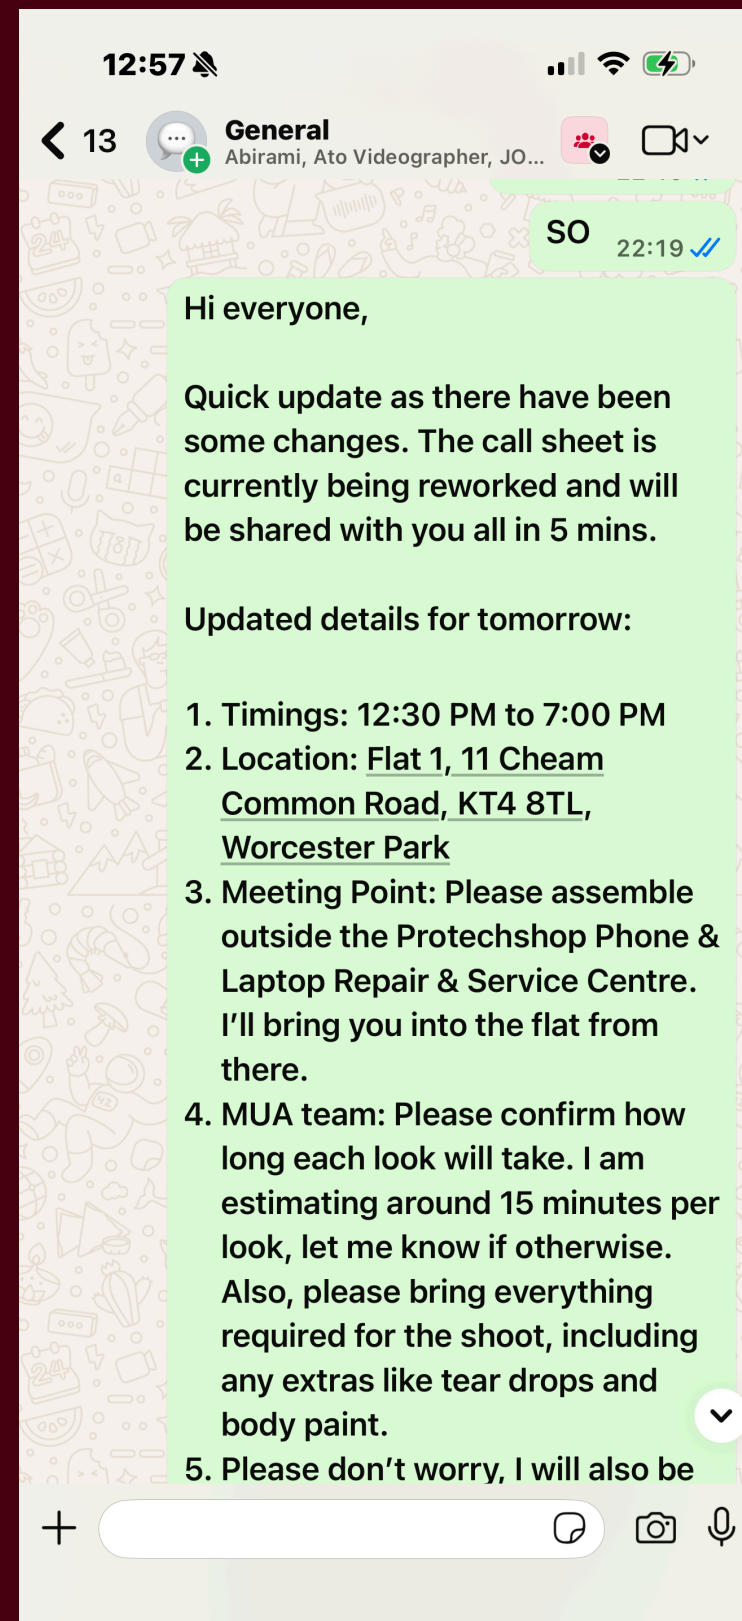 12:57
13
General
Abirami, Ato Videographer, JO...
SO
22:19
Hi everyone,
Quick update as there have been
some changes. The call sheet is
currently being reworked and will
be shared with you all in 5 mins.
Updated details for tomorrow:
1. Timings: 12:30 PM to 7:00 PM
2. Location: Flat 1, 11 Cheam
Common Road, KT4 8TL,
Worcester Park
3. Meeting Point: Please assemble
outside the Protechshop Phone &
Laptop Repair & Service Centre.
I’ll bring you into the flat from
there.
4. MUA team: Please confirm how
long each look will take. I am
estimating around 15 minutes per
look, let me know if otherwise.
Also, please bring everything
required for the shoot, including
any extras like tear drops and
body paint.
5. Please don’t worry, I will also be